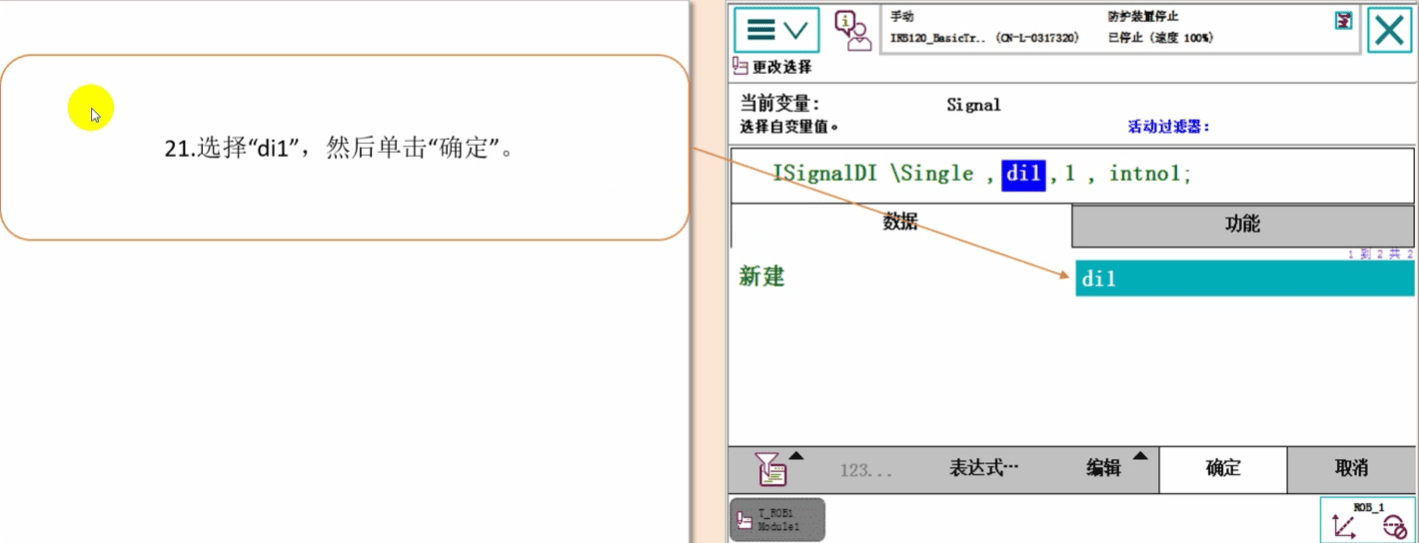 21.选择“di1”，然后单击“确定”。
手动
防护装置停止
IRB120_BasicTr.. (CN-L-0317320)
已停止 (速度 100%)
更改选择
当前变量：
Signal
选择自变量值。
活动过滤器：
ISignalDI \Single , di1 ,1 , intno1;
数据
功能
1 到 2 共 2
新建
di1
123...
表达式…
编辑
确定
取消
T_ROB1
Module1
ROB_1